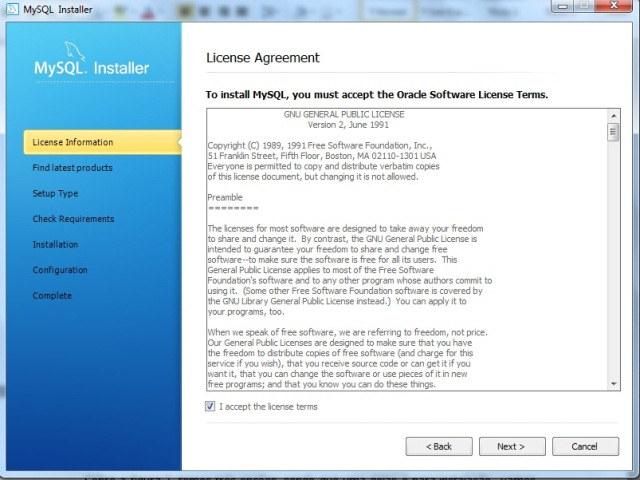 MySQL Installer
MySQL. Installer
License Information
Find latest products
Setup Type
Check Requirements
Installation
Configuration
Complete
License Agreement
To install MySQL, you must accept the Oracle Software License Terms.
GNU GENERAL PUBLIC LICENSE
Version 2, June 1991
Copyright (C) 1989, 1991 Free Software Foundation, Inc.,
51 Franklin Street, Fifth Floor, Boston, MA 02110-1301 USA
Everyone is permitted to copy and distribute verbatim copies
of this license document, but changing it is not allowed.
Preamble
========
The licenses for most software are designed to take away your freedom
to share and change it.  By contrast, the GNU General Public License is
intended to guarantee your freedom to share and change free
software--to make sure the software is free for all its users.  This
General Public License applies to most of the Free Software
Foundation's software and to any other program whose authors commit to
using it.  (Some other Free Software Foundation software is covered by
the GNU Library General Public License instead.)  You can apply it to
your programs, too.
When we speak of free software, we are referring to freedom, not price.
Our General Public Licenses are designed to make sure that you have
the freedom to distribute copies of free software (and charge for this
service if you wish), that you receive source code or can get it if you
want it, that you can change the software or use pieces of it in new
free programs; and that you know you can do these things.
I accept the license terms
< Back
Next >
Cancel